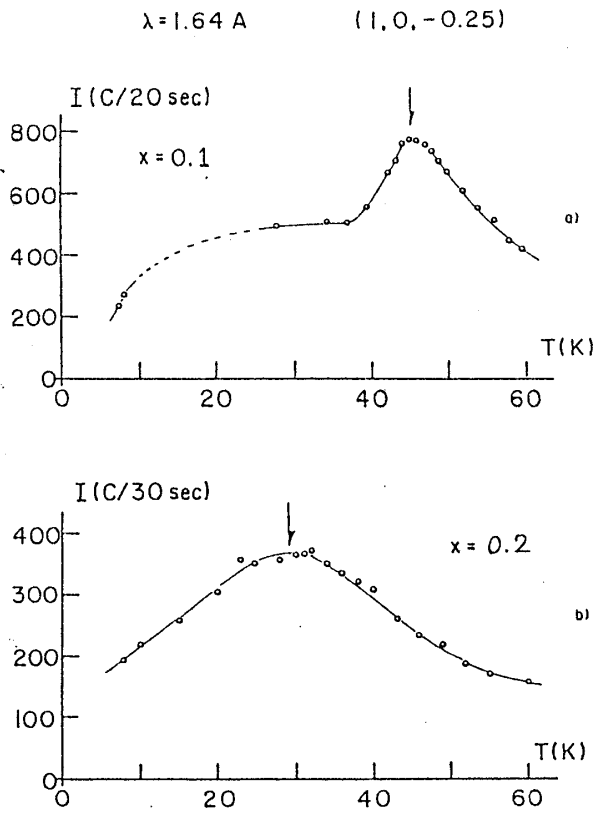 λ=1.64 A (1,0,-0.25)
I(C/20 sec)
800
x = 0.1
600
a)
400
200
T(K)
0
0 20 40 60
I(C/30 sec)
400
x = 0.2
300
b)
200
100
T(K)
0
0 20 40 60